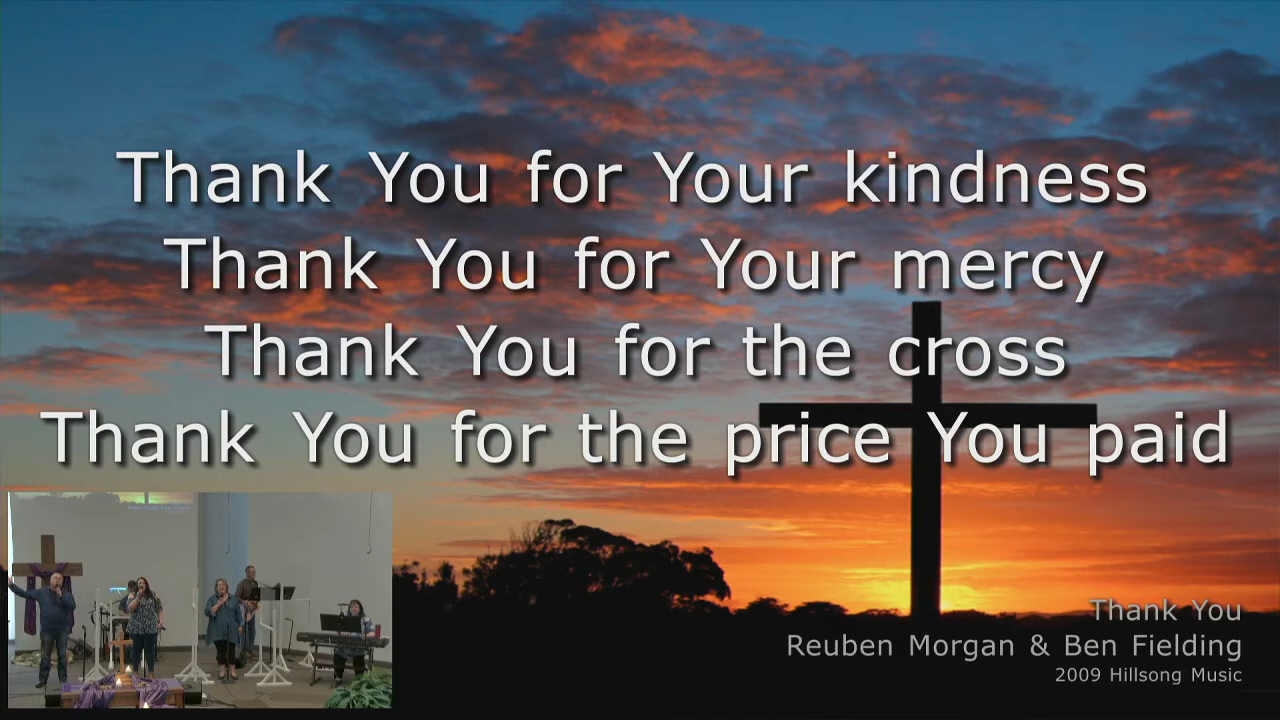 Thank You for Your kindness
Thank You for Your mercy
Thank You for the cross
Thank You for the price You paid
Thank You
Reuben Morgan & Ben Fielding
2009 Hillsong Music